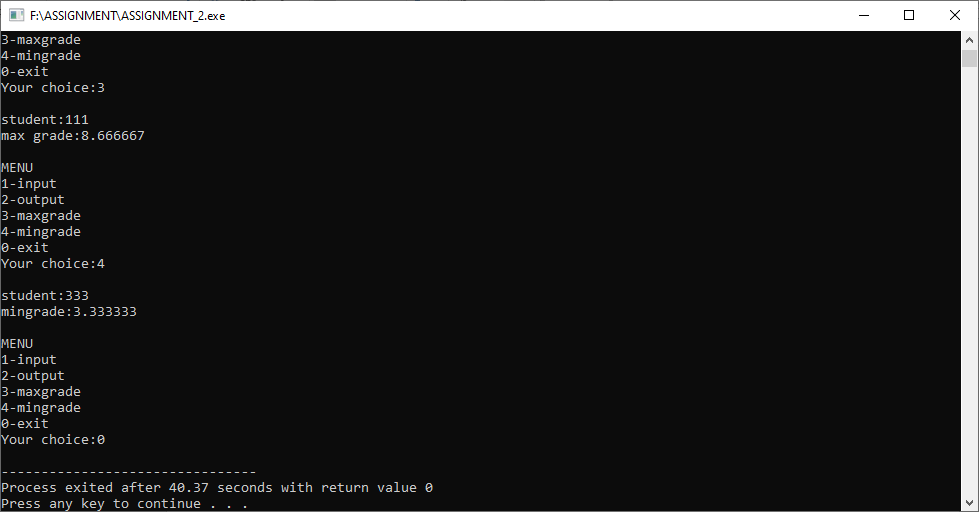 F:\ASSIGNMENT\ASSIGNMENT_2.exe
3-maxgrade
4-mingrade
0-exit
Your choice:3
student:111
max grade:8.666667
MENU
1-input
2-output
3-maxgrade
4-mingrade
0-exit
Your choice:4
student:333
mingrade:3.333333
MENU
1-input
2-output
3-maxgrade
4-mingrade
0-exit
Your choice:0
--------------------------------
Process exited after 40.37 seconds with return value 0
Press any key to continue . . .